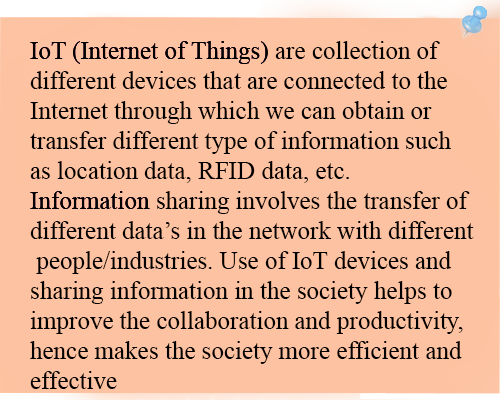 IoT (Internet of Things) are collection of
different devices that are connected to the
Internet through which we can obtain or
transfer different type of information such
as location data, RFID data, etc.
Information sharing involves the transfer of
different data’s in the network with different
people/industries. Use of IoT devices and
sharing information in the society helps to
improve the collaboration and productivity,
hence makes the society more efficient and
effective